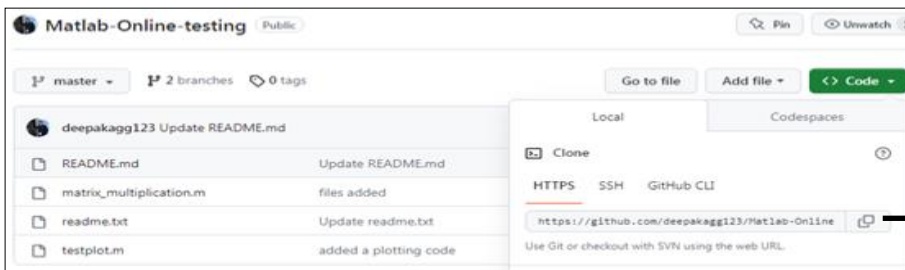 Matlab-Online-testing Public Pin Unwatch
master 2 branches 0 tags Go to file Add file Code
deepakagg123 Update README.md
README.md Update README.md
matrix_multiplication.m files added
readme.txt Update readme.txt
testplot.m added a plotting code
Local Codespaces
Clone
HTTPS SSH GitHub CLI
https://github.com/deepakagg123/Matlab-Online
Use Git or checkout with SVN using the web URL.